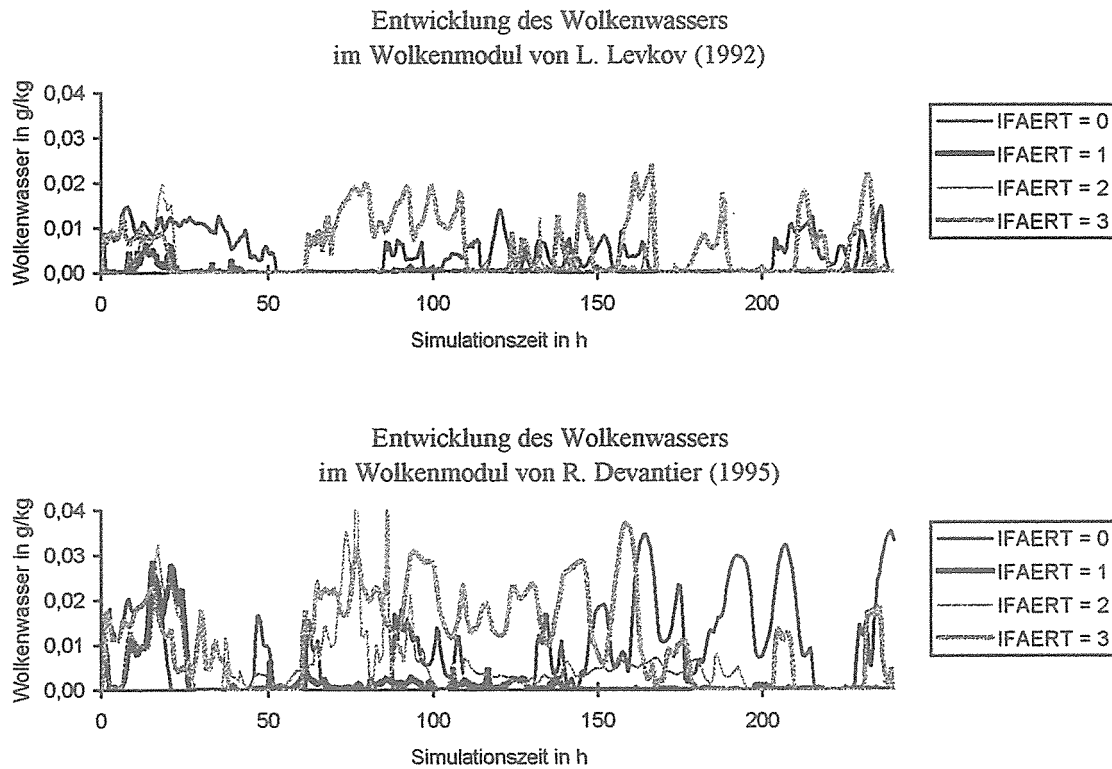 Entwicklung des Wolkenwassers
im Wolkenmodul von L. Levkov (1992)
Wolkenwasser in g/kg
0,04
0,03
0,02
0,01
0,00
0
50
100
150
200
Simulationszeit in h
IFAERT = 0
IFAERT = 1
IFAERT = 2
IFAERT = 3
Entwicklung des Wolkenwassers
im Wolkenmodul von R. Devantier (1995)
Wolkenwasser in g/kg
0,04
0,03
0,02
0,01
0,00
0
50
100
150
200
Simulationszeit in h
IFAERT = 0
IFAERT = 1
IFAERT = 2
IFAERT = 3